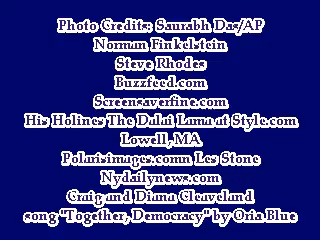 Photo Credits: Saurabh Das/AP
Norman Finkelstein
Steve Rhodes
Buzzfeed.com
Screensaverfine.com
His Holines The Dalai Lama at Style.com
Lowell, MA
Polarisimages.comn Les Stone
Nydailynews.com
Craig and Diana Cleaveland
song "Together, Democracy" by Oria Blue